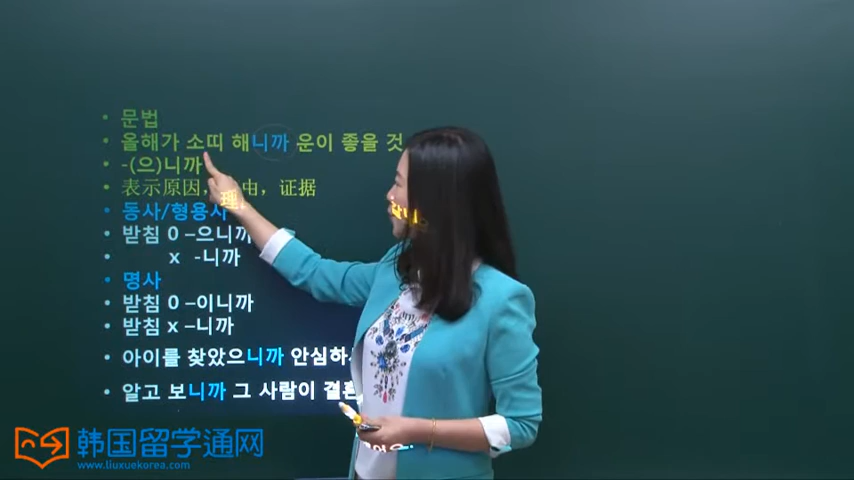 문법
올해가 소띠 해니까 운이 좋을 것
-(으)니까
表示原因，理由，证据
동사/형용사
받침 0 –으니까
x -니까
명사
받침 0 –이니까
받침 x –니까
아이를 찾았으니까 안심하
알고 보니까 그 사람이 결혼
韩国留学通网
www.liuxuekorea.com